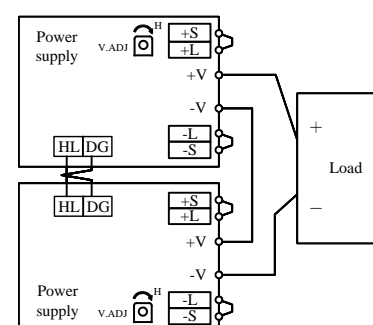 Power
supply
V.ADJ
H
+S
+L
+V
-V
-L
-S
HL DG
+
Load
−
HL DG
+S
+L
+V
-V
Power
supply
V.ADJ
H
-L
-S